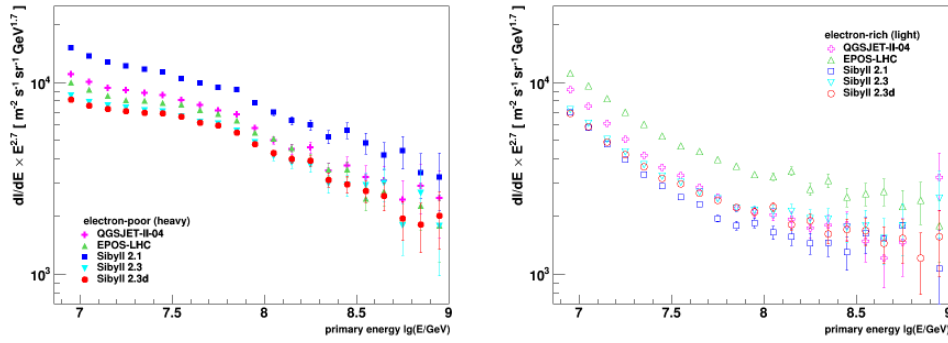 dI/dE × E^2.7 [ m^-2 s^-1 sr^-1 GeV^1.7 ]
10^4
10^3
electron-poor (heavy)
QGSJET-II-04
EPOS-LHC
Sibyll 2.1
Sibyll 2.3
Sibyll 2.3d
7 7.5 8 8.5 9
primary energy lg(E/GeV)
dI/dE × E^2.7 [ m^-2 s^-1 sr^-1 GeV^1.7 ]
10^4
10^3
electron-rich (light)
QGSJET-II-04
EPOS-LHC
Sibyll 2.1
Sibyll 2.3
Sibyll 2.3d
7 7.5 8 8.5 9
primary energy lg(E/GeV)